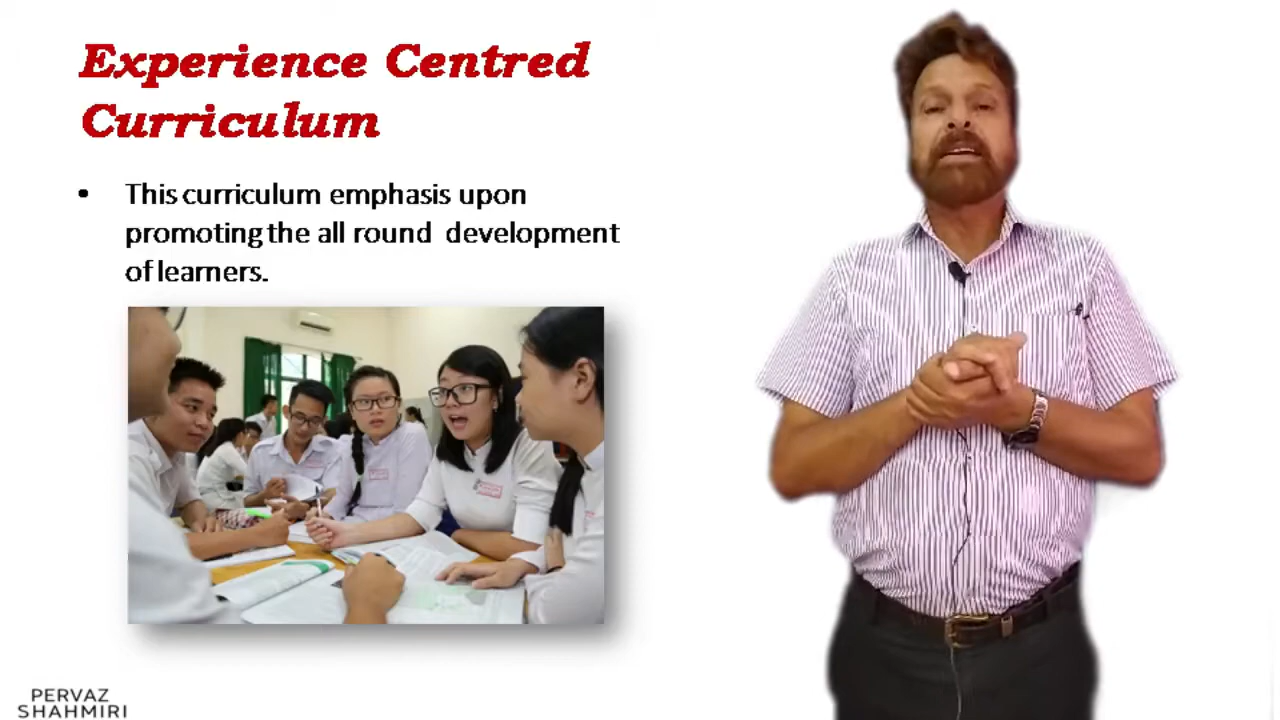 Experience Centred
Curriculum
• This curriculum emphasis upon
promoting the all round development
of learners.
PERVAZ
SHAHMIRI